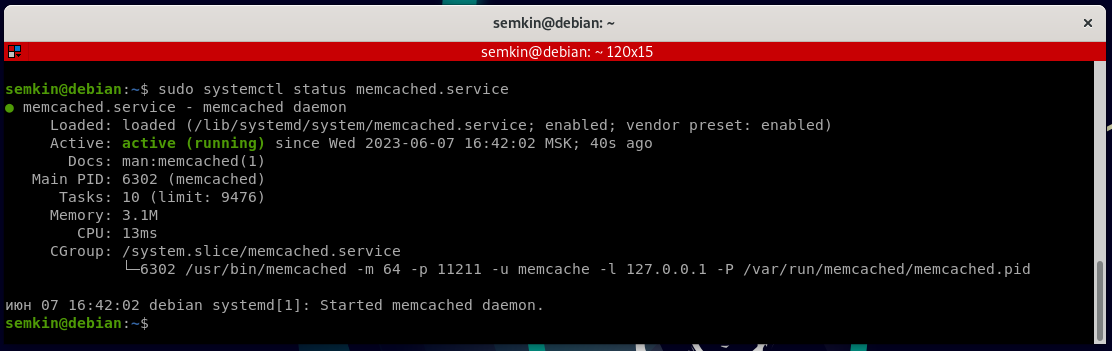 semkin@debian: ~
semkin@debian: ~ 120x15
semkin@debian:~$ sudo systemctl status memcached.service
● memcached.service - memcached daemon
     Loaded: loaded (/lib/systemd/system/memcached.service; enabled; vendor preset: enabled)
     Active: active (running) since Wed 2023-06-07 16:42:02 MSK; 40s ago
       Docs: man:memcached(1)
   Main PID: 6302 (memcached)
      Tasks: 10 (limit: 9476)
     Memory: 3.1M
        CPU: 13ms
     CGroup: /system.slice/memcached.service
             └─6302 /usr/bin/memcached -m 64 -p 11211 -u memcache -l 127.0.0.1 -P /var/run/memcached/memcached.pid
июн 07 16:42:02 debian systemd[1]: Started memcached daemon.
semkin@debian:~$